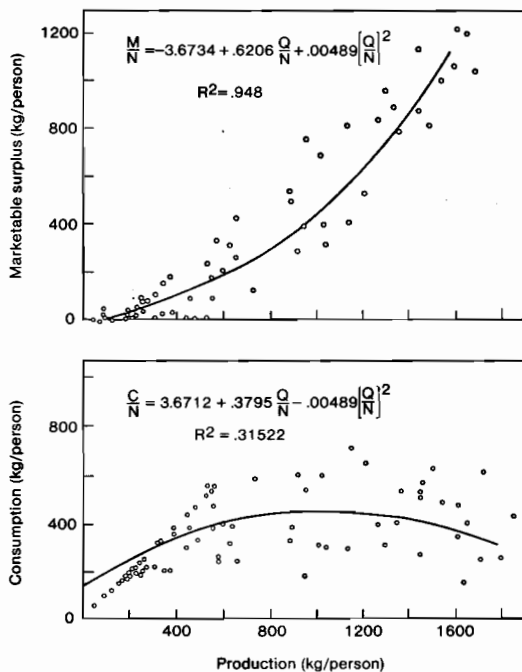 1200
800
400
0
Marketable surplus (kg/person)
M/N = -3.6734 + .6206 Q/N + .00489[Q/N]²
R² = .948
800
400
0
Consumption (kg/person)
C/N = 3.6712 + .3795 Q/N - .00489[Q/N]²
R² = .31522
400 800 1200 1600
Production (kg/person)